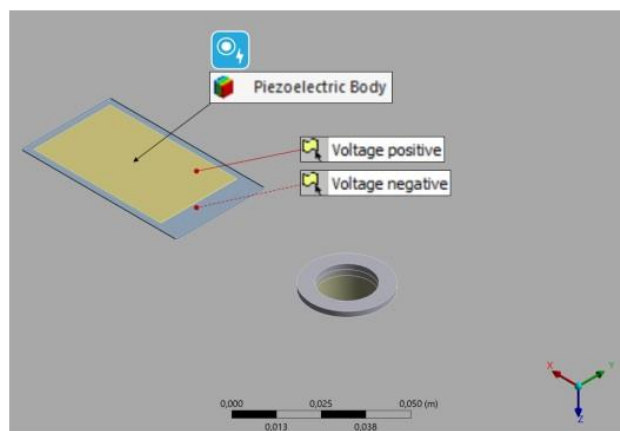 Piezoelectric Body
Voltage positive
Voltage negative
X
Y
Z
0,000 0,025 0,050 (m)
0,013 0,038